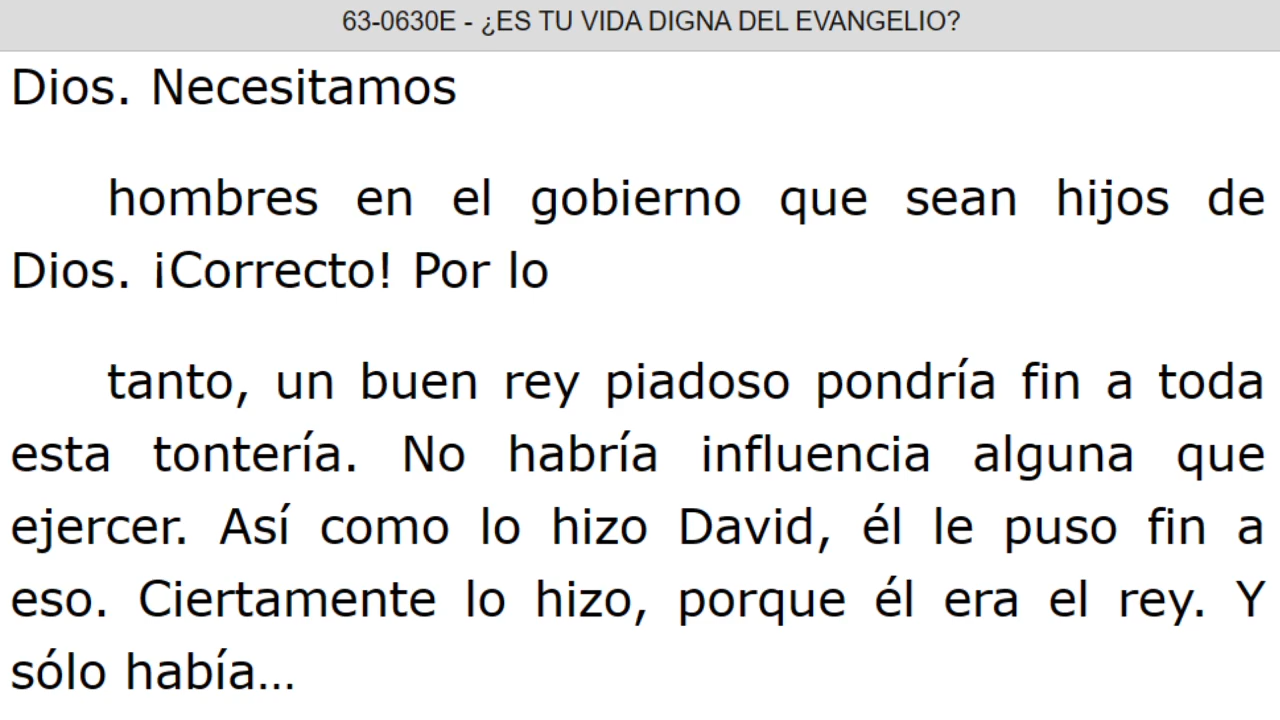 63-0630E - ¿ES TU VIDA DIGNA DEL EVANGELIO?
Dios. Necesitamos
hombres en el gobierno que sean hijos de
Dios. ¡Correcto! Por lo
tanto, un buen rey piadoso pondría fin a toda
esta tontería. No habría influencia alguna que
ejercer. Así como lo hizo David, él le puso fin a
eso. Ciertamente lo hizo, porque él era el rey. Y
sólo había...